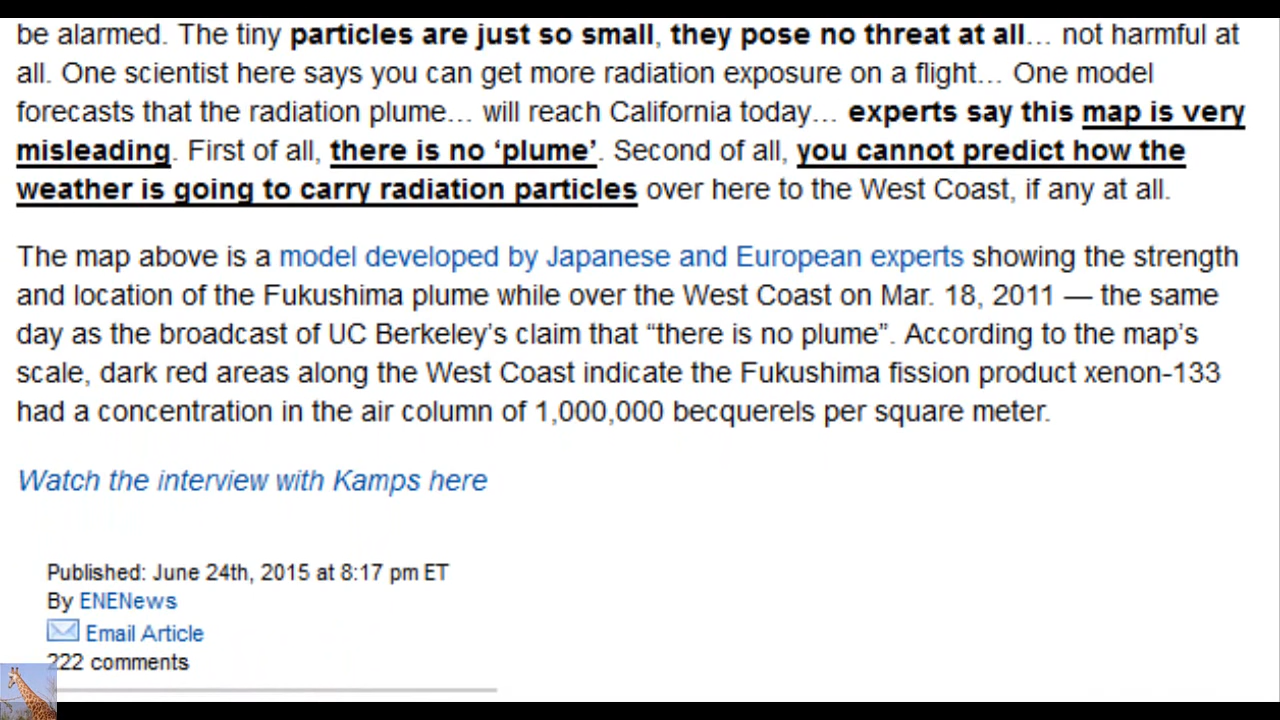 be alarmed. The tiny particles are just so small, they pose no threat at all… not harmful at
all. One scientist here says you can get more radiation exposure on a flight… One model
forecasts that the radiation plume… will reach California today… experts say this map is very
misleading. First of all, there is no ‘plume’. Second of all, you cannot predict how the
weather is going to carry radiation particles over here to the West Coast, if any at all.
The map above is a model developed by Japanese and European experts showing the strength
and location of the Fukushima plume while over the West Coast on Mar. 18, 2011 — the same
day as the broadcast of UC Berkeley’s claim that “there is no plume”. According to the map’s
scale, dark red areas along the West Coast indicate the Fukushima fission product xenon-133
had a concentration in the air column of 1,000,000 becquerels per square meter.
Watch the interview with Kamps here
Published: June 24th, 2015 at 8:17 pm ET
By ENENews
Email Article
222 comments